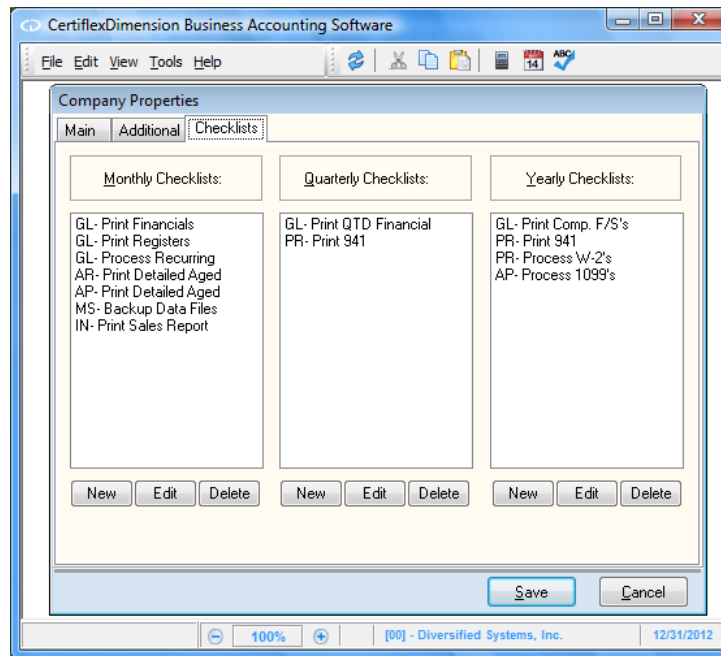 CertiflexDimension Business Accounting Software
File Edit View Tools Help
14
ABC
Company Properties
Main Additional Checklists
Monthly Checklists: Quarterly Checklists: Yearly Checklists:
GL- Print Financials
GL- Print Registers
GL- Process Recurring
AR- Print Detailed Aged
AP- Print Detailed Aged
MS- Backup Data Files
IN- Print Sales Report
GL- Print QTD Financial
PR- Print 941
GL- Print Comp. F/S's
PR- Print 941
PR- Process W-2's
AP- Process 1099's
New Edit Delete New Edit Delete New Edit Delete
Save Cancel
100% [00] - Diversified Systems, Inc. 12/31/2012